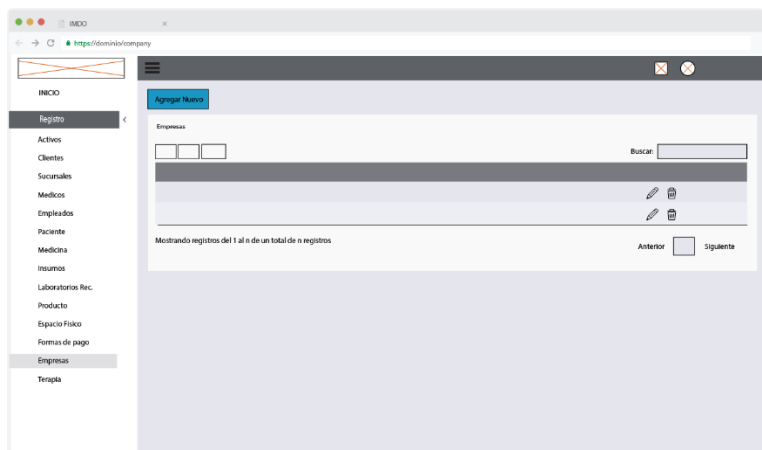 IMDO
https://dominio/company
INICIO
Registro
Activos
Clientes
Sucursales
Medicos
Empleados
Paciente
Medicina
Insumos
Laboratorios Rec.
Producto
Espacio Fisico
Formas de pago
Empresas
Terapia
Agregar Nuevo
Empresas
Buscar:
Mostrando registros del 1 al n de un total de n registros
Anterior
Siguiente